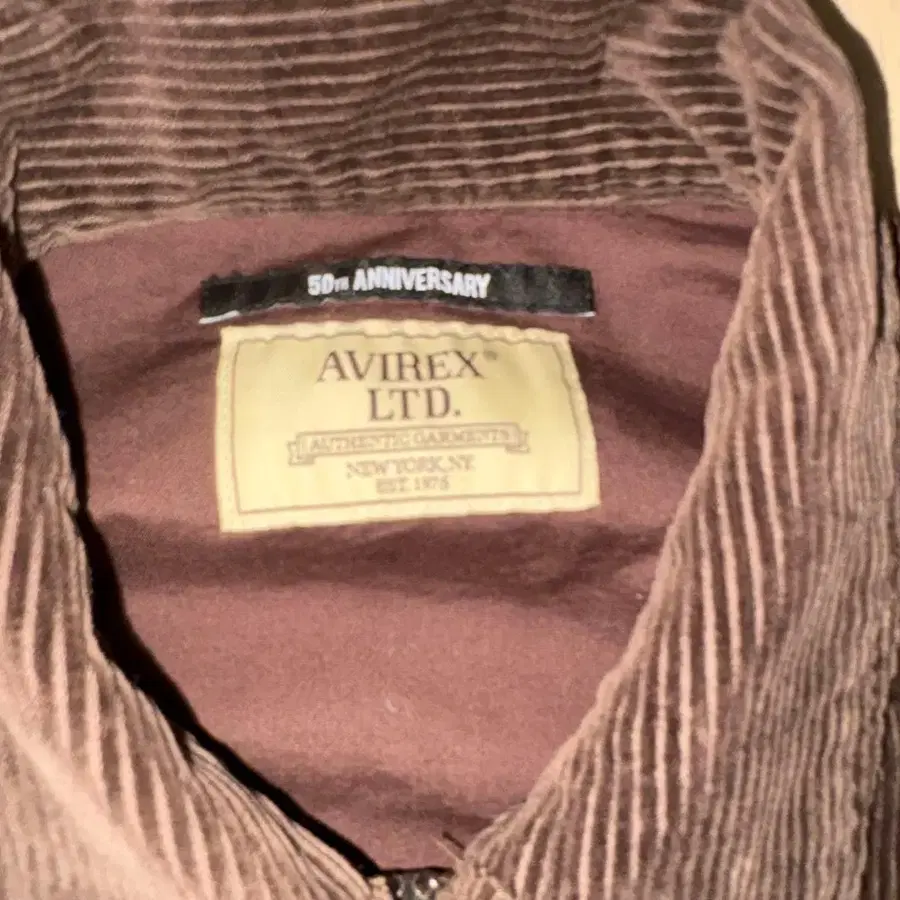 50TH ANNIVERSARY
AVIREX®
LTD.
AUTHENTIC GARMENTS
NEW YORK, NY
EST. 1975